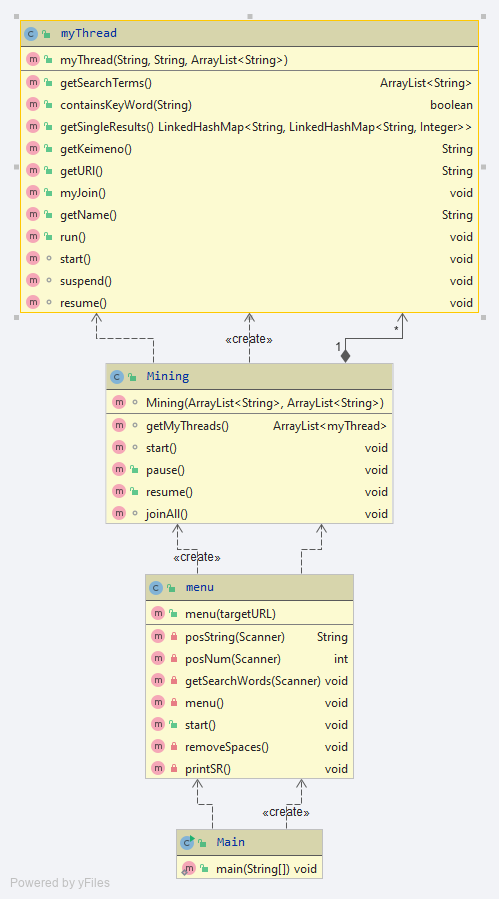 myThread
myThread(String, String, ArrayList<String>)
getSearchTerms() ArrayList<String>
containsKeyWord(String) boolean
getSingleResults() LinkedHashMap<String, LinkedHashMap<String, Integer>>
getKeimeno() String
getURl() String
myJoin() void
getName() String
run() void
start() void
suspend() void
resume() void
«create»
1 *
Mining
Mining(ArrayList<String>, ArrayList<String>)
getMyThreads() ArrayList<myThread>
start() void
pause() void
resume() void
joinAll() void
«create»
menu
menu(targetURL)
posString(Scanner) String
posNum(Scanner) int
getSearchWords(Scanner) void
menu() void
start() void
removeSpaces() void
printSR() void
«create»
Main
main(String[]) void
Powered by yFiles